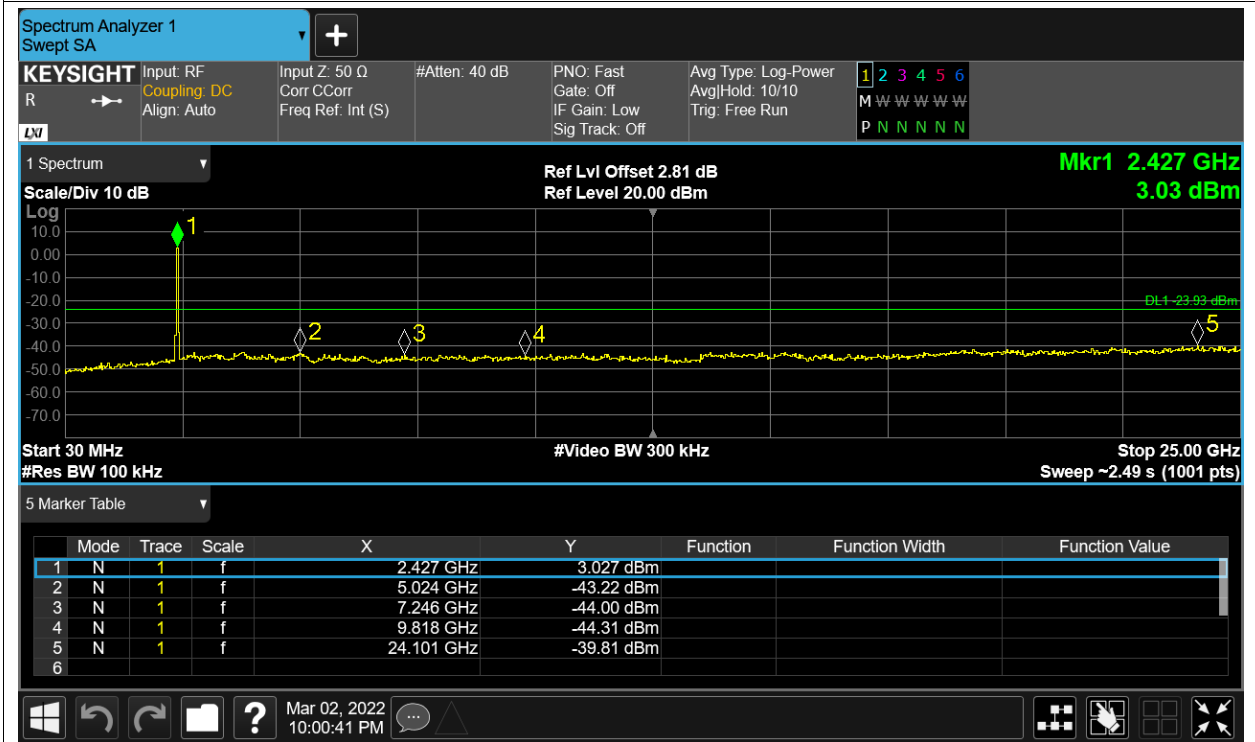 Spectrum Analyzer 1
Swept SA
+
KEYSIGHT
R
LXI
Input: RF
Coupling: DC
Align: Auto
Input Z: 50 Ω
Corr CCorr
Freq Ref: Int (S)
#Atten: 40 dB
PNO: Fast
Gate: Off
IF Gain: Low
Sig Track: Off
Avg Type: Log-Power
Avg|Hold: 10/10
Trig: Free Run
1 2 3 4 5 6
M W W W W W
P N N N N N
1 Spectrum
Scale/Div 10 dB
Ref Lvl Offset 2.81 dB
Ref Level 20.00 dBm
Mkr1 2.427 GHz
3.03 dBm
Log
10.0
0.00
-10.0
-20.0
-30.0
-40.0
-50.0
-60.0
-70.0
1
2
3
4
5
DL1 -23.93 dBm
Start 30 MHz
#Video BW 300 kHz
Stop 25.00 GHz
#Res BW 100 kHz
Sweep ~2.49 s (1001 pts)
5 Marker Table
Mode Trace Scale X Y Function Function Width Function Value
1 N 1 f 2.427 GHz 3.027 dBm
2 N 1 f 5.024 GHz -43.22 dBm
3 N 1 f 7.246 GHz -44.00 dBm
4 N 1 f 9.818 GHz -44.31 dBm
5 N 1 f 24.101 GHz -39.81 dBm
6
?
Mar 02, 2022
10:00:41 PM